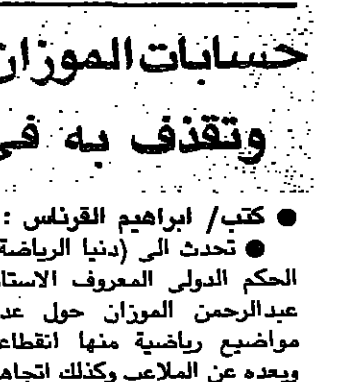 حسابات الموزان
وتقذف به في
● كتب/ ابراهيم القرناس :
● تحدث الى (دنيا الرياضة
الحكم الدولى المعروف الاستا
عبدالرحمن الموزان حول عد
مواضيع رياضية منها انقطاع
وبعده عن الملاعب وكذلك اتجاه